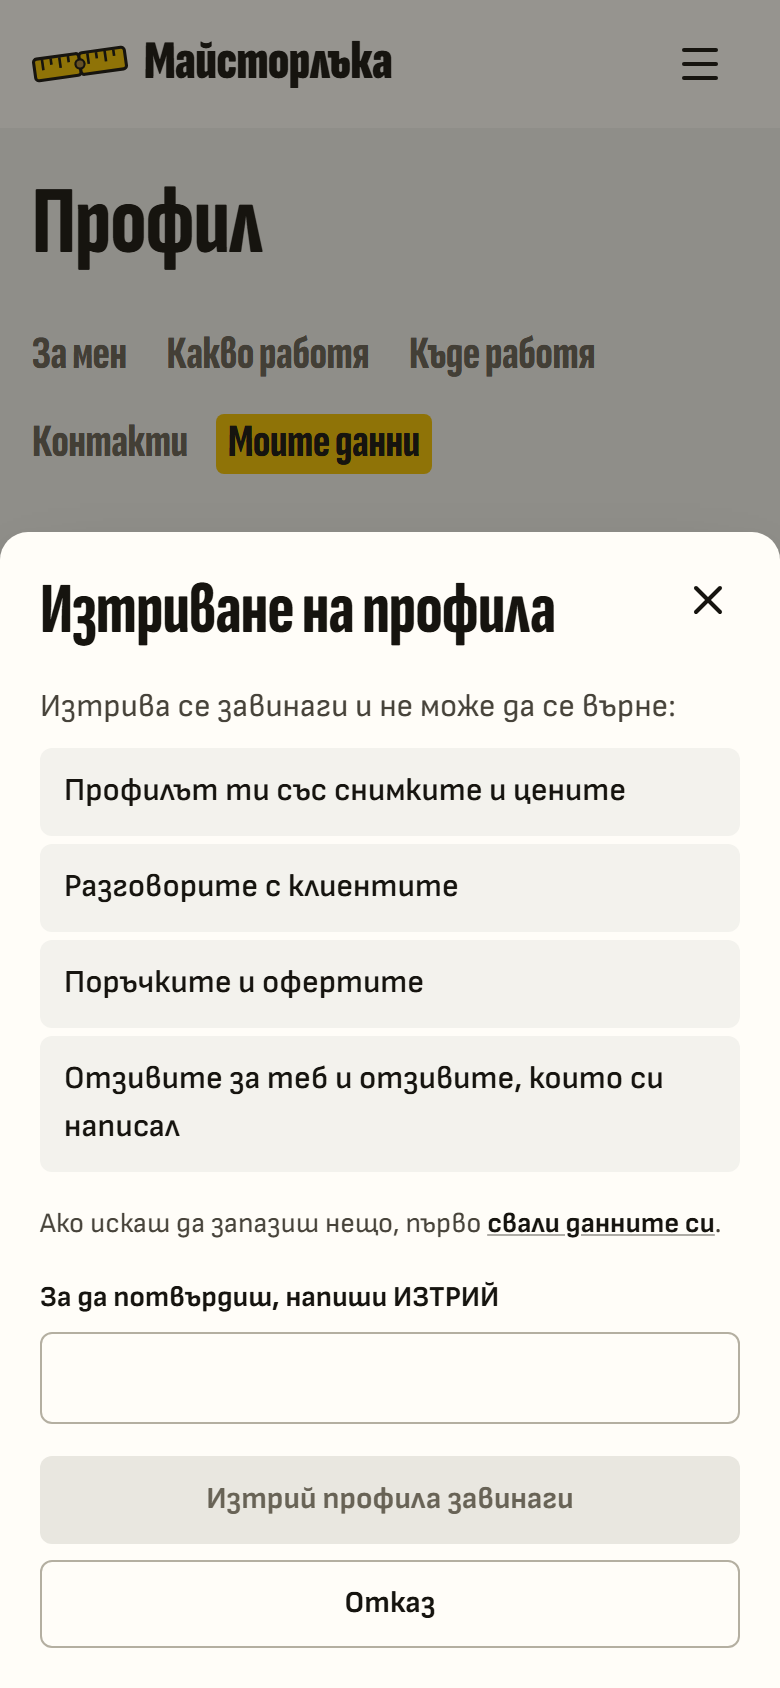 Майсторлъка
Профил
За мен Какво работя Къде работя
Контакти Моите данни
Изтриване на профила
Изтрива се завинаги и не може да се върне:
Профилът ти със снимките и цените
Разговорите с клиентите
Поръчките и офертите
Отзивите за теб и отзивите, които си
написал
Ако искаш да запазиш нещо, първо свали данните си.
За да потвърдиш, напиши ИЗТРИЙ
Изтрий профила завинаги
Отказ